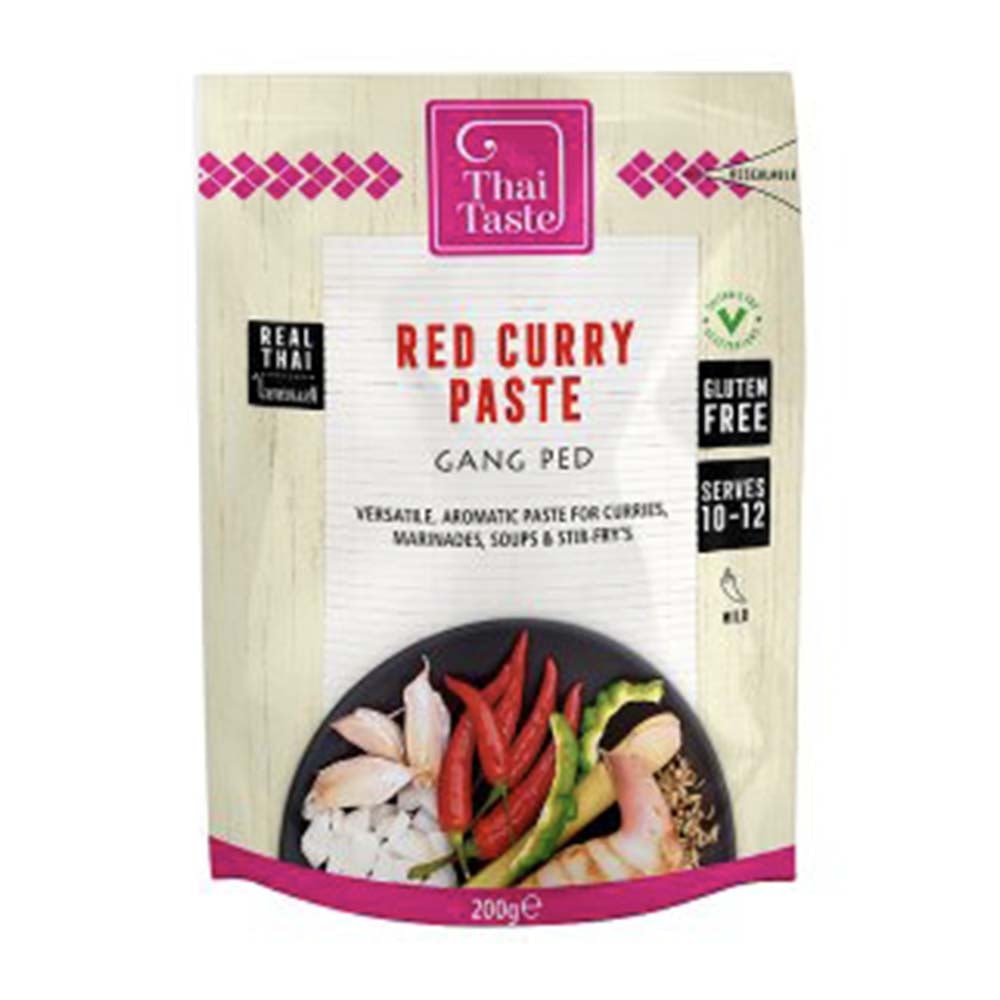 Thai
Taste
RESEALABLE
RED CURRY
PASTE
GANG PED
VERSATILE, AROMATIC PASTE FOR CURRIES,
MARINADES, SOUPS & STIR-FRY'S
REAL
THAI
GLUTEN
FREE
SERVES
10-12
MILD
200g℮